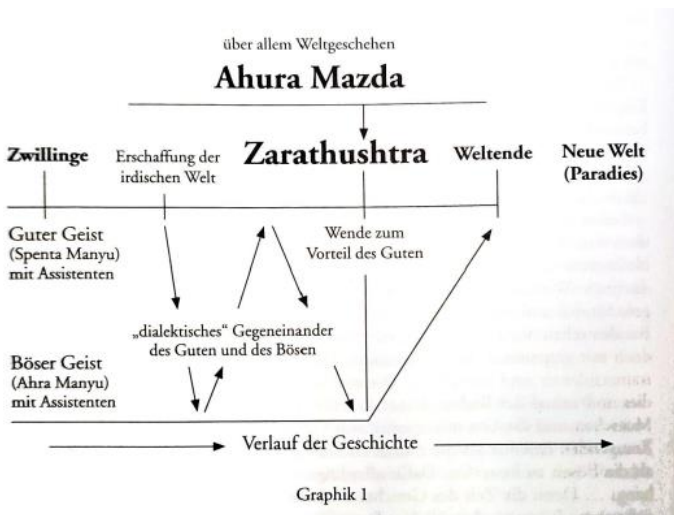 über allem Weltgeschehen
Ahura Mazda
Zwillinge
Erschaffung der
irdischen Welt
Zarathushtra
Weltende
Neue Welt
(Paradies)
Guter Geist
(Spenta Manyu)
mit Assistenten
Wende zum
Vorteil des Guten
„dialektisches“ Gegeneinander
des Guten und des Bösen
Böser Geist
(Ahra Manyu)
mit Assistenten
Verlauf der Geschichte
Graphik 1